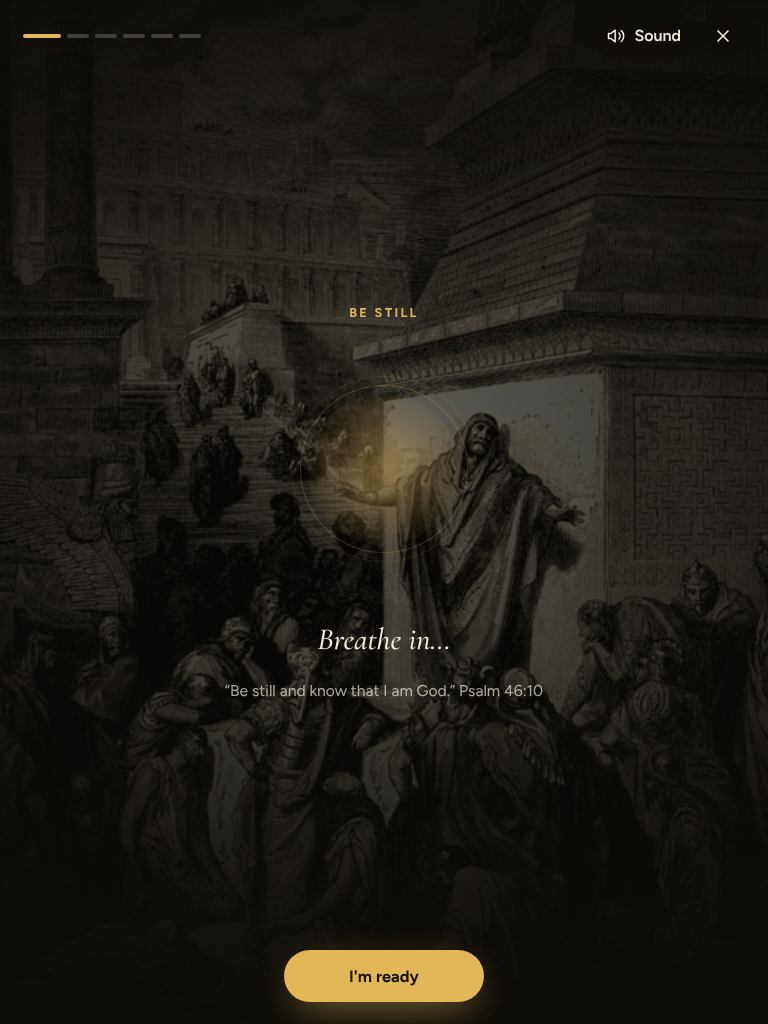 Sound
BE STILL
Breathe in...
“Be still and know that I am God.” Psalm 46:10
I'm ready